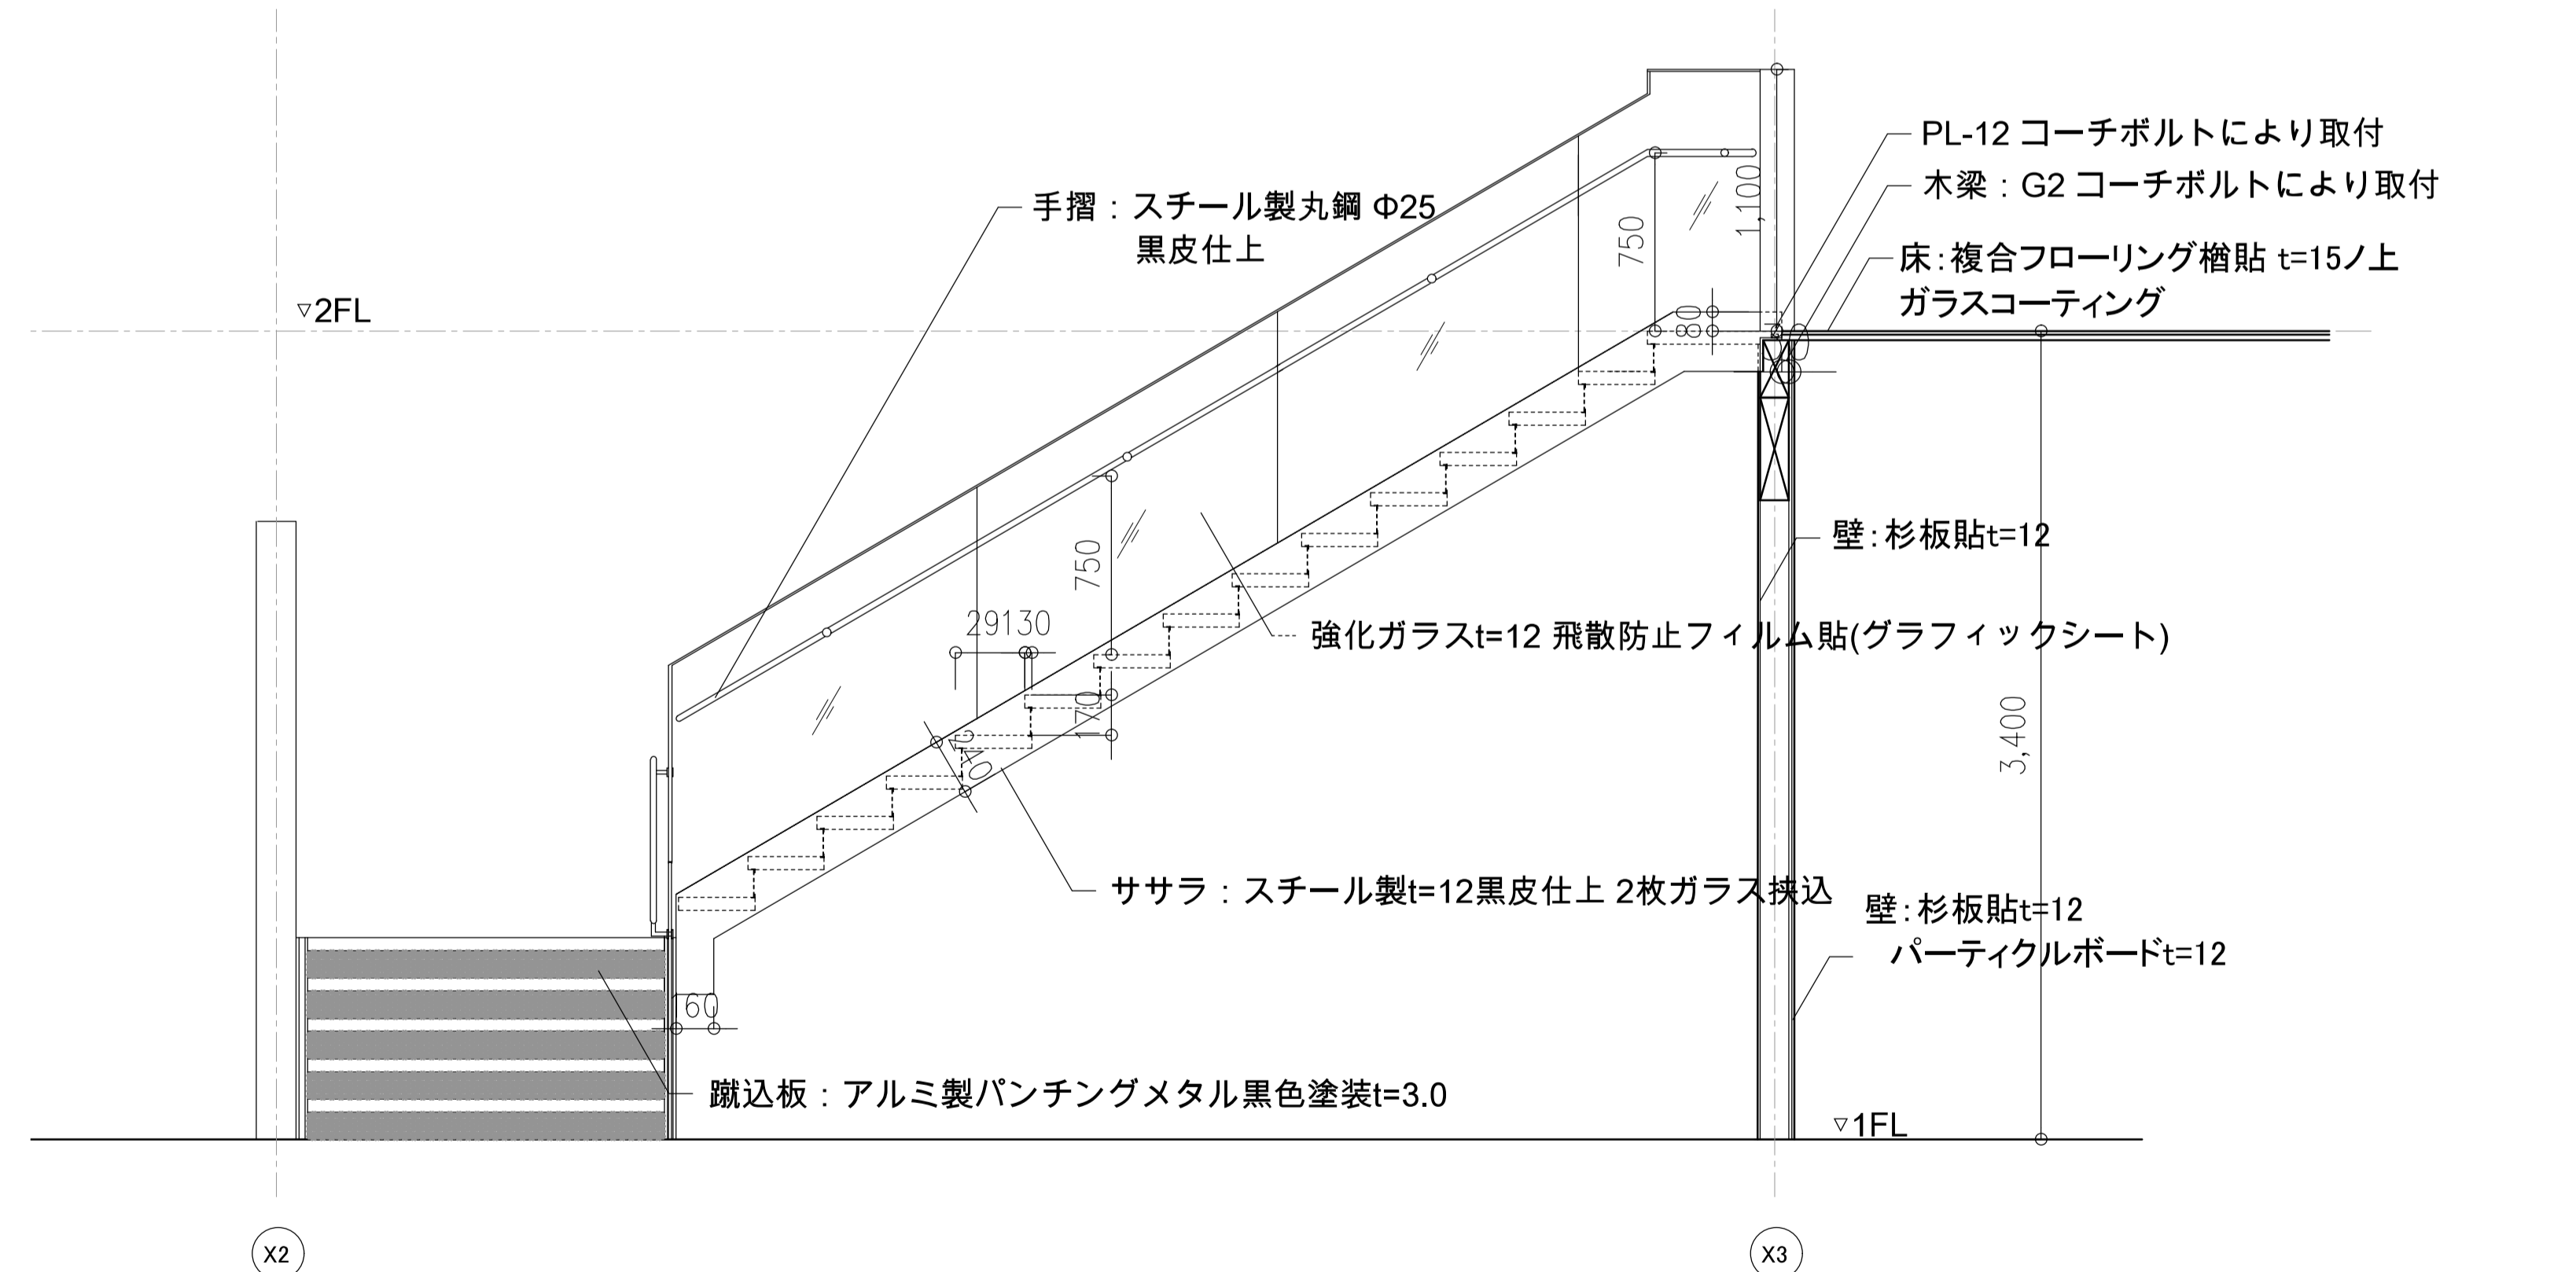 PL-12 コーチボルトにより取付
木梁：G2 コーチボルトにより取付
手摺：スチール製丸鋼 Φ25
黒皮仕上
1,100
750
床：複合フローリング楢貼 t=15ノ上
ガラスコーティング
▽2FL
80
壁：杉板貼t=12
750
29130
強化ガラスt=12 飛散防止フィルム貼(グラフィックシート)
170
240
3,400
ササラ：スチール製t=12黒皮仕上 2枚ガラス挟込
壁：杉板貼t=12
パーティクルボードt=12
160
蹴込板：アルミ製パンチングメタル黒色塗装t=3.0
▽1FL
X2
X3